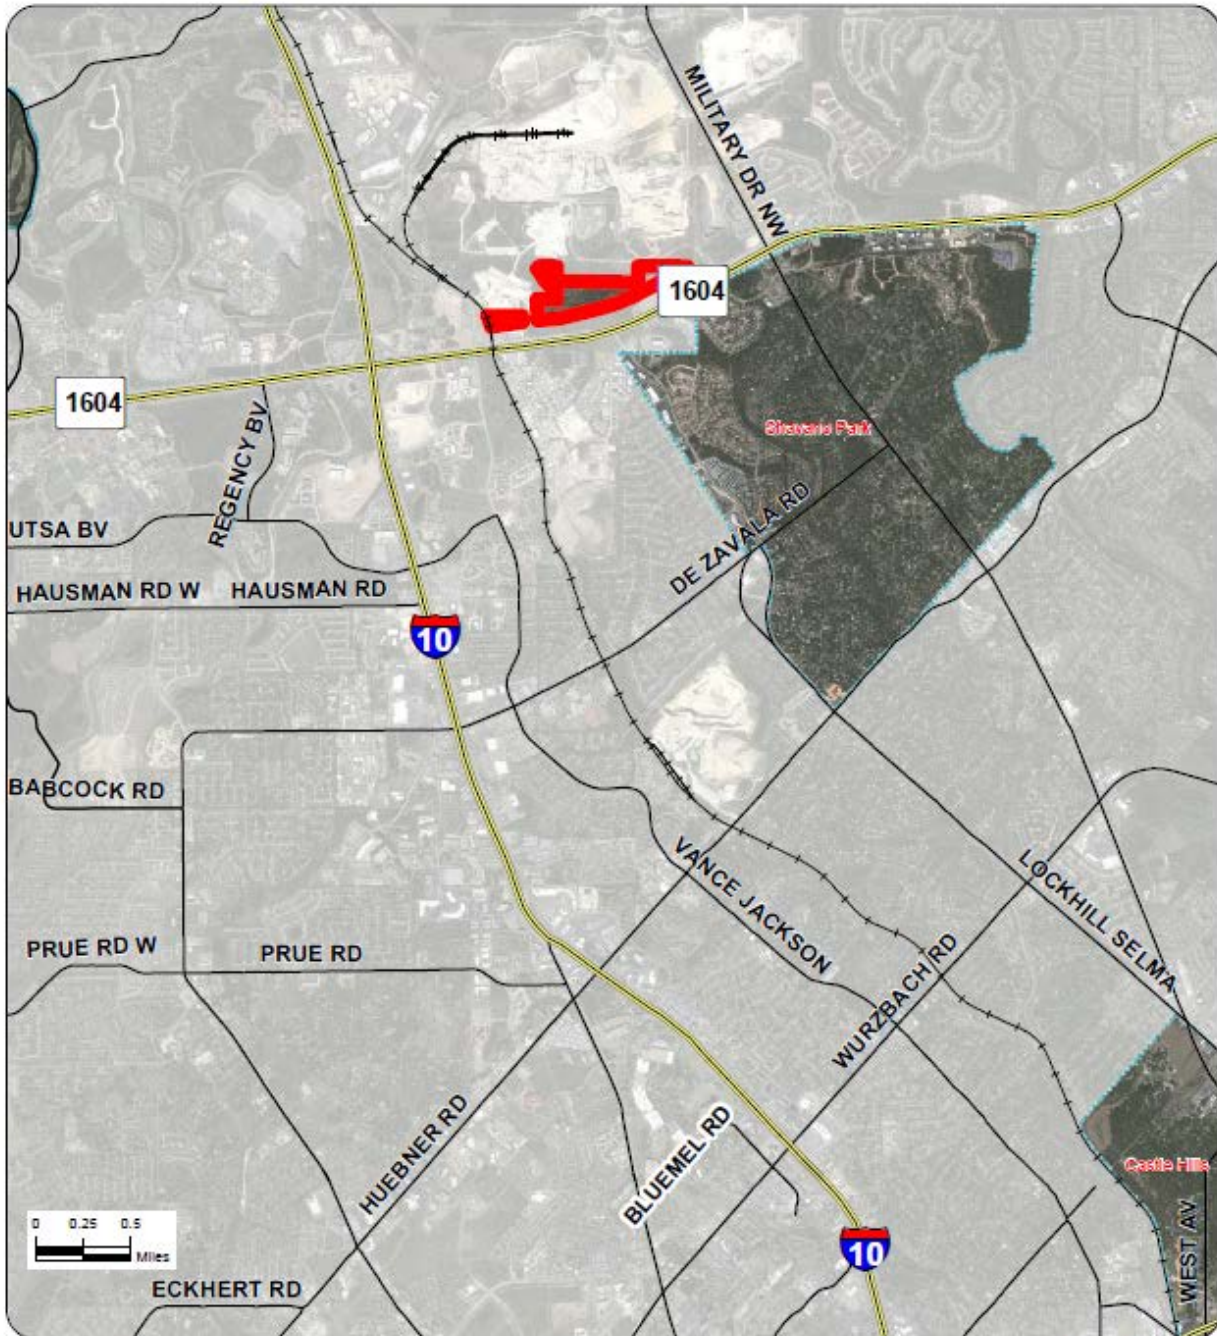 MILITARY DR NW
1604
1604
REGENCY BV
Shavano Park
UTSA BV
DE ZAVALA RD
HAUSMAN RD W
HAUSMAN RD
10
BABCOCK RD
VANCE JACKSON
LOCKHILL SELMA
PRUE RD W
PRUE RD
WURZBACH RD
HUEBNER RD
BLUEMEL RD
Castle Hills
0 0.25 0.5
Miles
10
WEST AV
ECKHERT RD